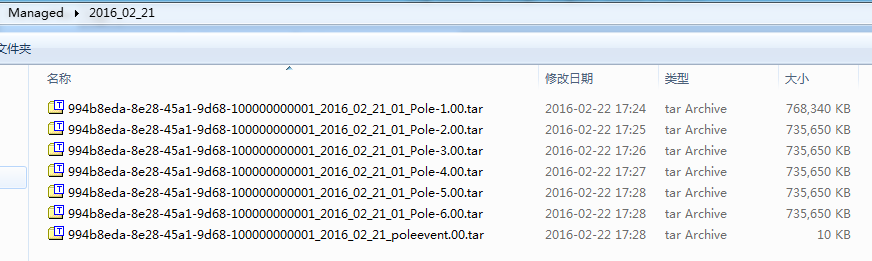 Managed ▸ 2016_02_21
文件夹
名称 修改日期 类型 大小
994b8eda-8e28-45a1-9d68-100000000001_2016_02_21_01_Pole-1.00.tar 2016-02-22 17:24 tar Archive 768,340 KB
994b8eda-8e28-45a1-9d68-100000000001_2016_02_21_01_Pole-2.00.tar 2016-02-22 17:25 tar Archive 735,650 KB
994b8eda-8e28-45a1-9d68-100000000001_2016_02_21_01_Pole-3.00.tar 2016-02-22 17:26 tar Archive 735,650 KB
994b8eda-8e28-45a1-9d68-100000000001_2016_02_21_01_Pole-4.00.tar 2016-02-22 17:27 tar Archive 735,650 KB
994b8eda-8e28-45a1-9d68-100000000001_2016_02_21_01_Pole-5.00.tar 2016-02-22 17:28 tar Archive 735,650 KB
994b8eda-8e28-45a1-9d68-100000000001_2016_02_21_01_Pole-6.00.tar 2016-02-22 17:28 tar Archive 735,650 KB
994b8eda-8e28-45a1-9d68-100000000001_2016_02_21_poleevent.00.tar 2016-02-22 17:28 tar Archive 10 KB